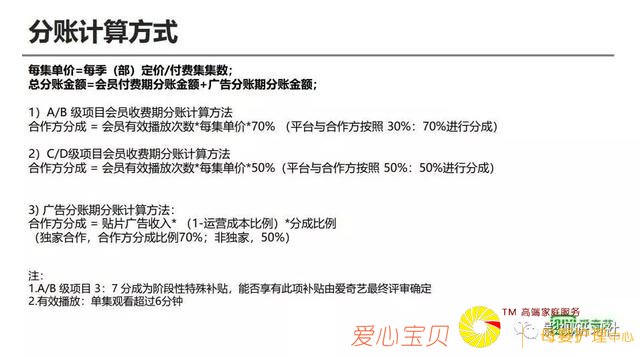 分账计算方式
每集单价=每季（部）定价/付费集集数；
总分账金额=会员付费期分账金额+广告分账期分账金额；
1）A/B 级项目会员收费期分账计算方法
合作方分成 = 会员有效播放次数*每集单价*70% （平台与合作方按照 30%：70%进行分成）
2）C/D级项目会员收费期分账计算方法
合作方分成 = 会员有效播放次数*每集单价*50%（平台与合作方按照 50%：50%进行分成）
3) 广告分账期分账计算方法：
合作方分成 = 贴片广告收入* （1-运营成本比例）*分成比例
（独家合作，合作方分成比例70%；非独家，50%）
注：
1.A/B 级项目 3：7 分成为阶段性特殊补贴，能否享有此项补贴由爱奇艺最终评审确定
2.有效播放：单集观看超过6分钟
TM 高端家庭服务
爱心宝贝
母婴护理中心